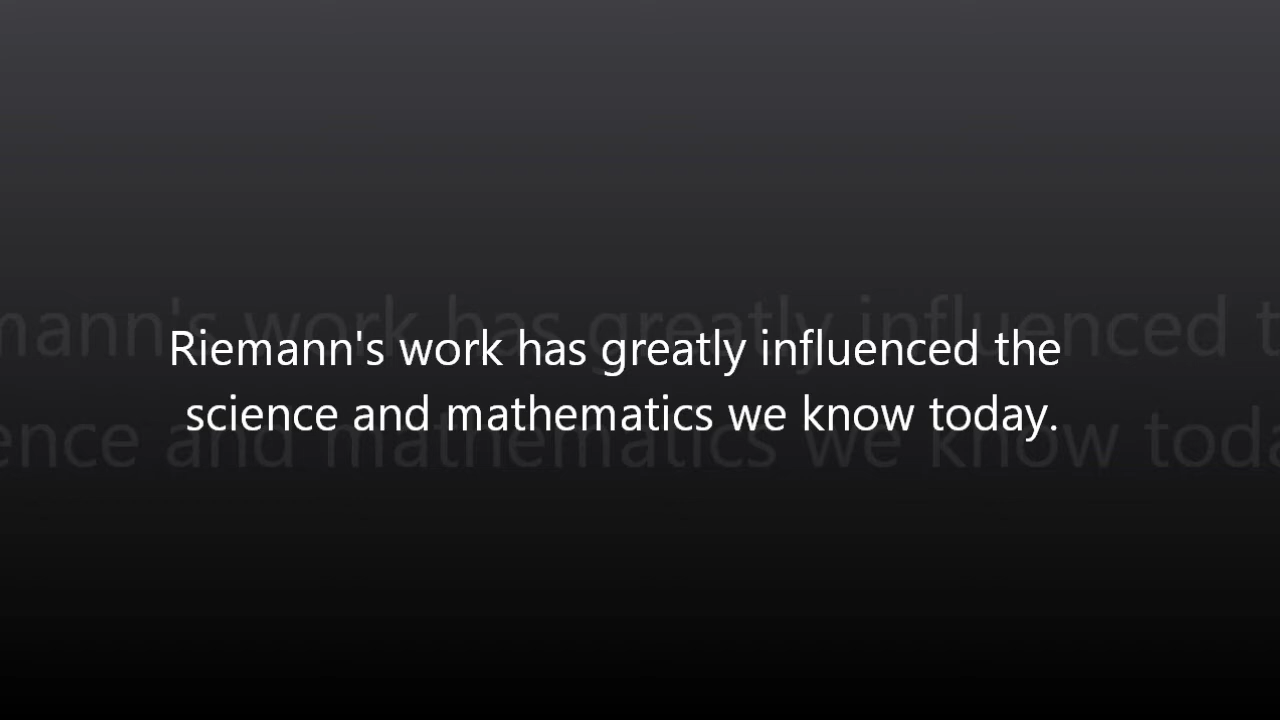 Riemann's work has greatly influenced the
science and mathematics we know today.